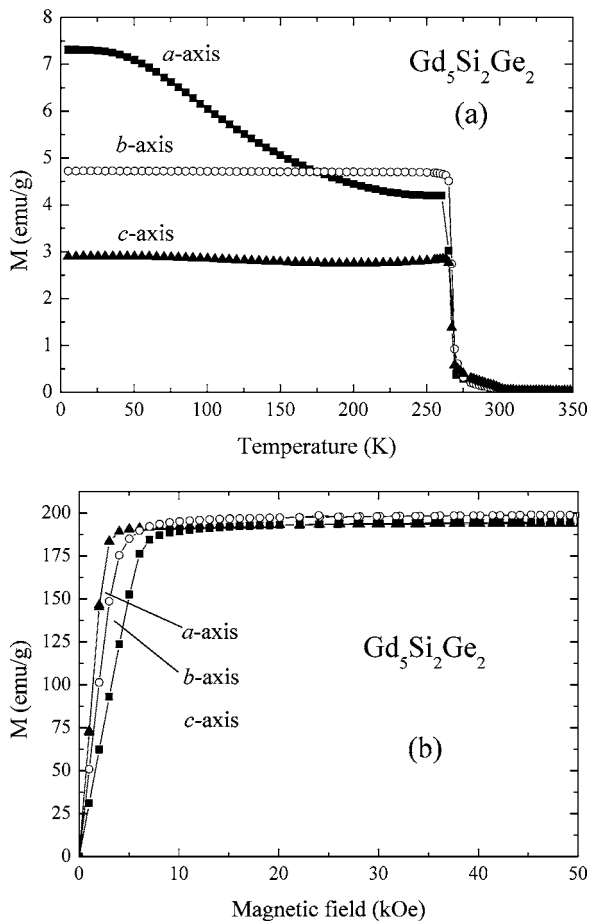 8
7
6
5
4
3
2
1
0
M (emu/g)
a-axis
b-axis
c-axis
Gd₅Si₂Ge₂
(a)
0 50 100 150 200 250 300 350
Temperature (K)
200
175
150
125
100
75
50
25
0
M (emu/g)
a-axis
b-axis
c-axis
Gd₅Si₂Ge₂
(b)
0 10 20 30 40 50
Magnetic field (kOe)